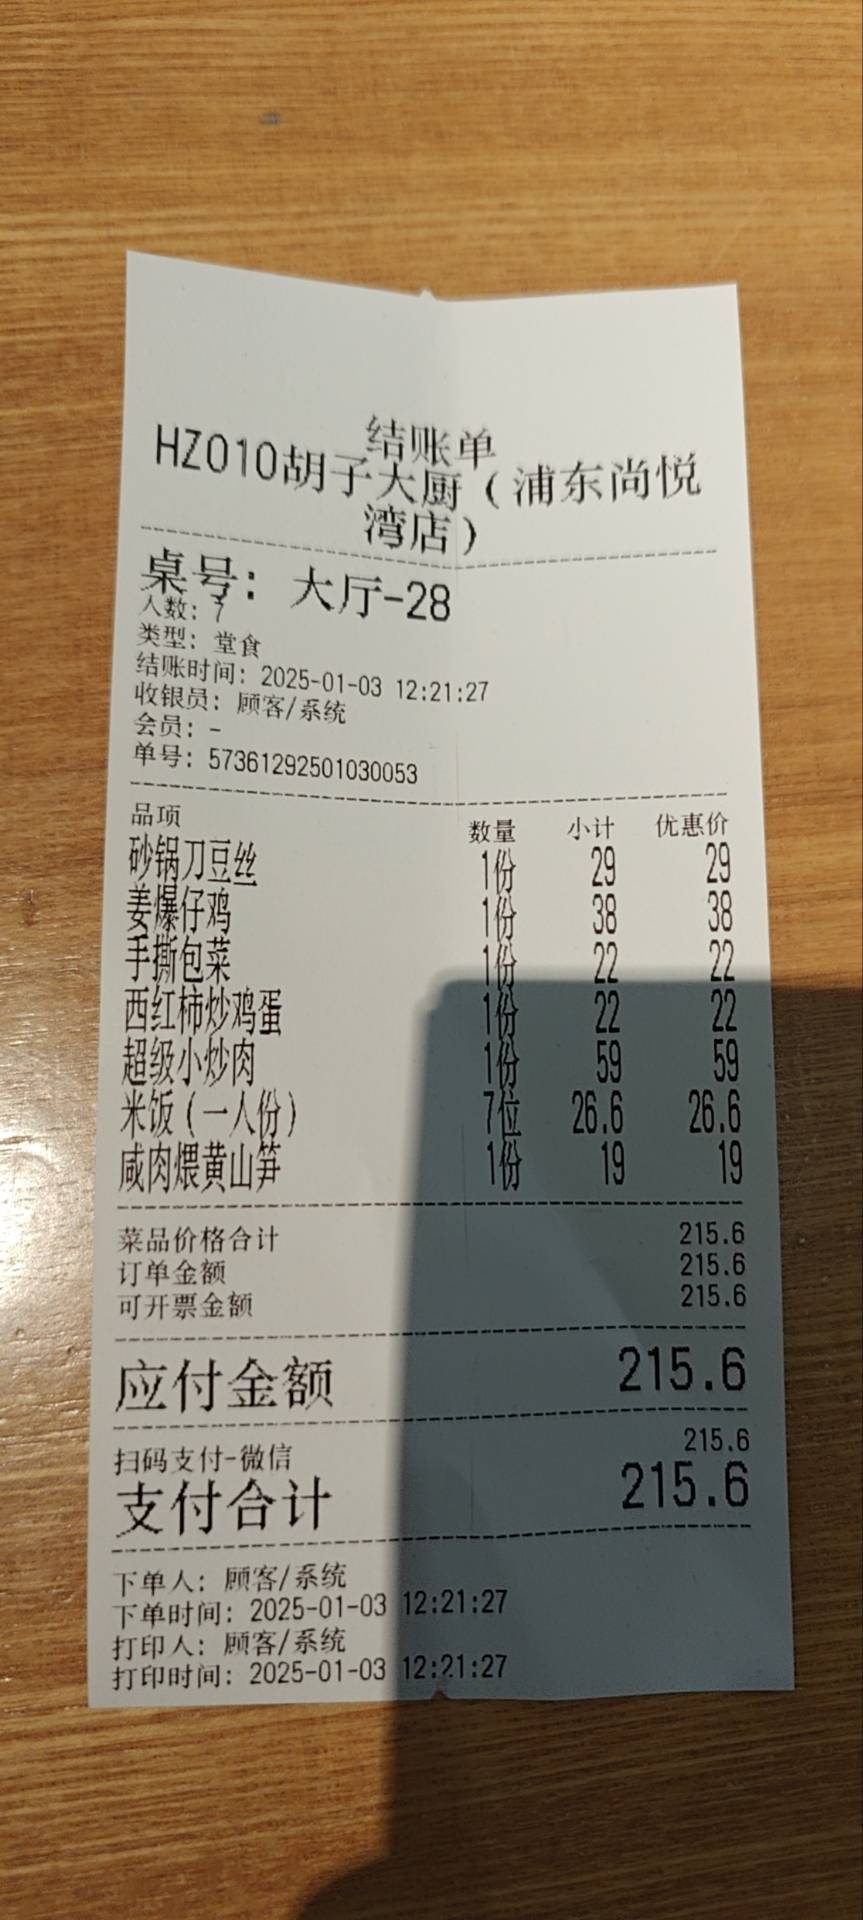 结账单
HZ010胡子大厨（浦东尚悦
湾店）
桌号：大厅-28
人数：7
类型：堂食
结账时间：2025-01-03 12:21:27
收银员：顾客/系统
会员：-
单号：57361292501030053
品项 数量 小计 优惠价
砂锅刀豆丝 1份 29 29
姜爆仔鸡 1份 38 38
手撕包菜 1份 22 22
西红柿炒鸡蛋 1份 22 22
超级小炒肉 1份 59 59
米饭（一人份） 7位 26.6 26.6
咸肉煨黄山笋 1份 19 19
菜品价格合计 215.6
订单金额 215.6
可开票金额 215.6
应付金额 215.6
扫码支付-微信 215.6
支付合计 215.6
下单人：顾客/系统
下单时间：2025-01-03 12:21:27
打印人：顾客/系统
打印时间：2025-01-03 12:21:27